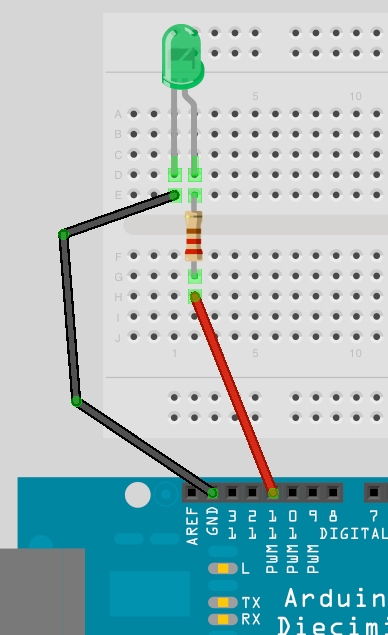 5 10
A
B
C
D
E
F
G
H
I
J
1 5 10
AREF
GND
13
12
PWM 11
PWM 10
PWM 9
8
7
DIGITAL
L
TX
RX
Arduin
Diecimi